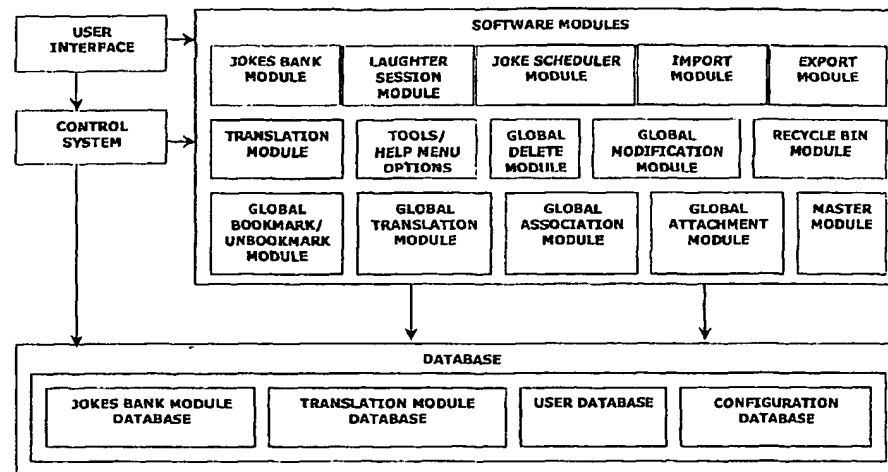 USER
INTERFACE
CONTROL
SYSTEM
SOFTWARE MODULES
JOKES BANK
MODULE
LAUGHTER
SESSION
MODULE
JOKE SCHEDULER
MODULE
IMPORT
MODULE
EXPORT
MODULE
TRANSLATION
MODULE
TOOLS/
HELP MENU
OPTIONS
GLOBAL
DELETE
MODULE
GLOBAL
MODIFICATION
MODULE
RECYCLE BIN
MODULE
GLOBAL
BOOKMARK/
UNBOOKMARK
MODULE
GLOBAL
TRANSLATION
MODULE
GLOBAL
ASSOCIATION
MODULE
GLOBAL
ATTACHMENT
MODULE
MASTER
MODULE
DATABASE
JOKES BANK MODULE
DATABASE
TRANSLATION MODULE
DATABASE
USER DATABASE
CONFIGURATION
DATABASE